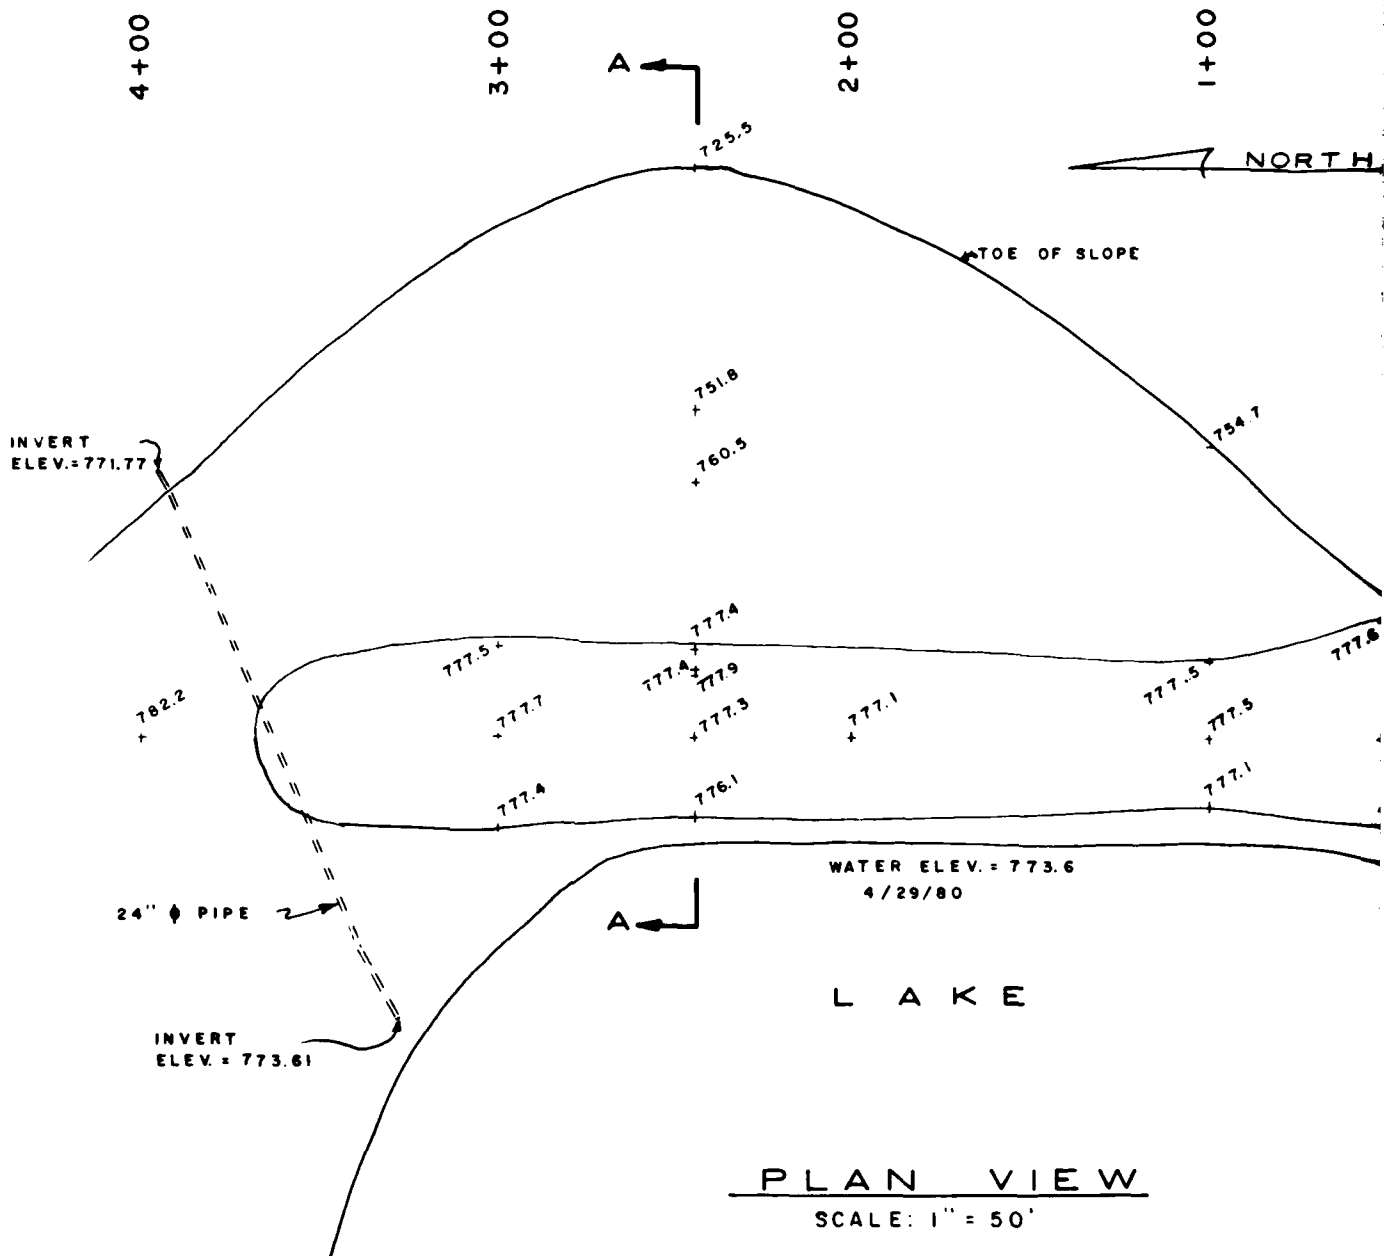 4+00
3+00
2+00
1+00
A
725.5
NORTH
TOE OF SLOPE
751.8
754.7
INVERT
ELEV.=771.77
760.5
777.4
777.5
777.4
777.9
777.5
777.6
782.2
777.7
777.3
777.1
777.5
777.4
776.1
777.1
WATER ELEV. = 773.6
4/29/80
24" ϕ PIPE
A
LAKE
INVERT
ELEV. = 773.61
PLAN VIEW
SCALE: 1" = 50'